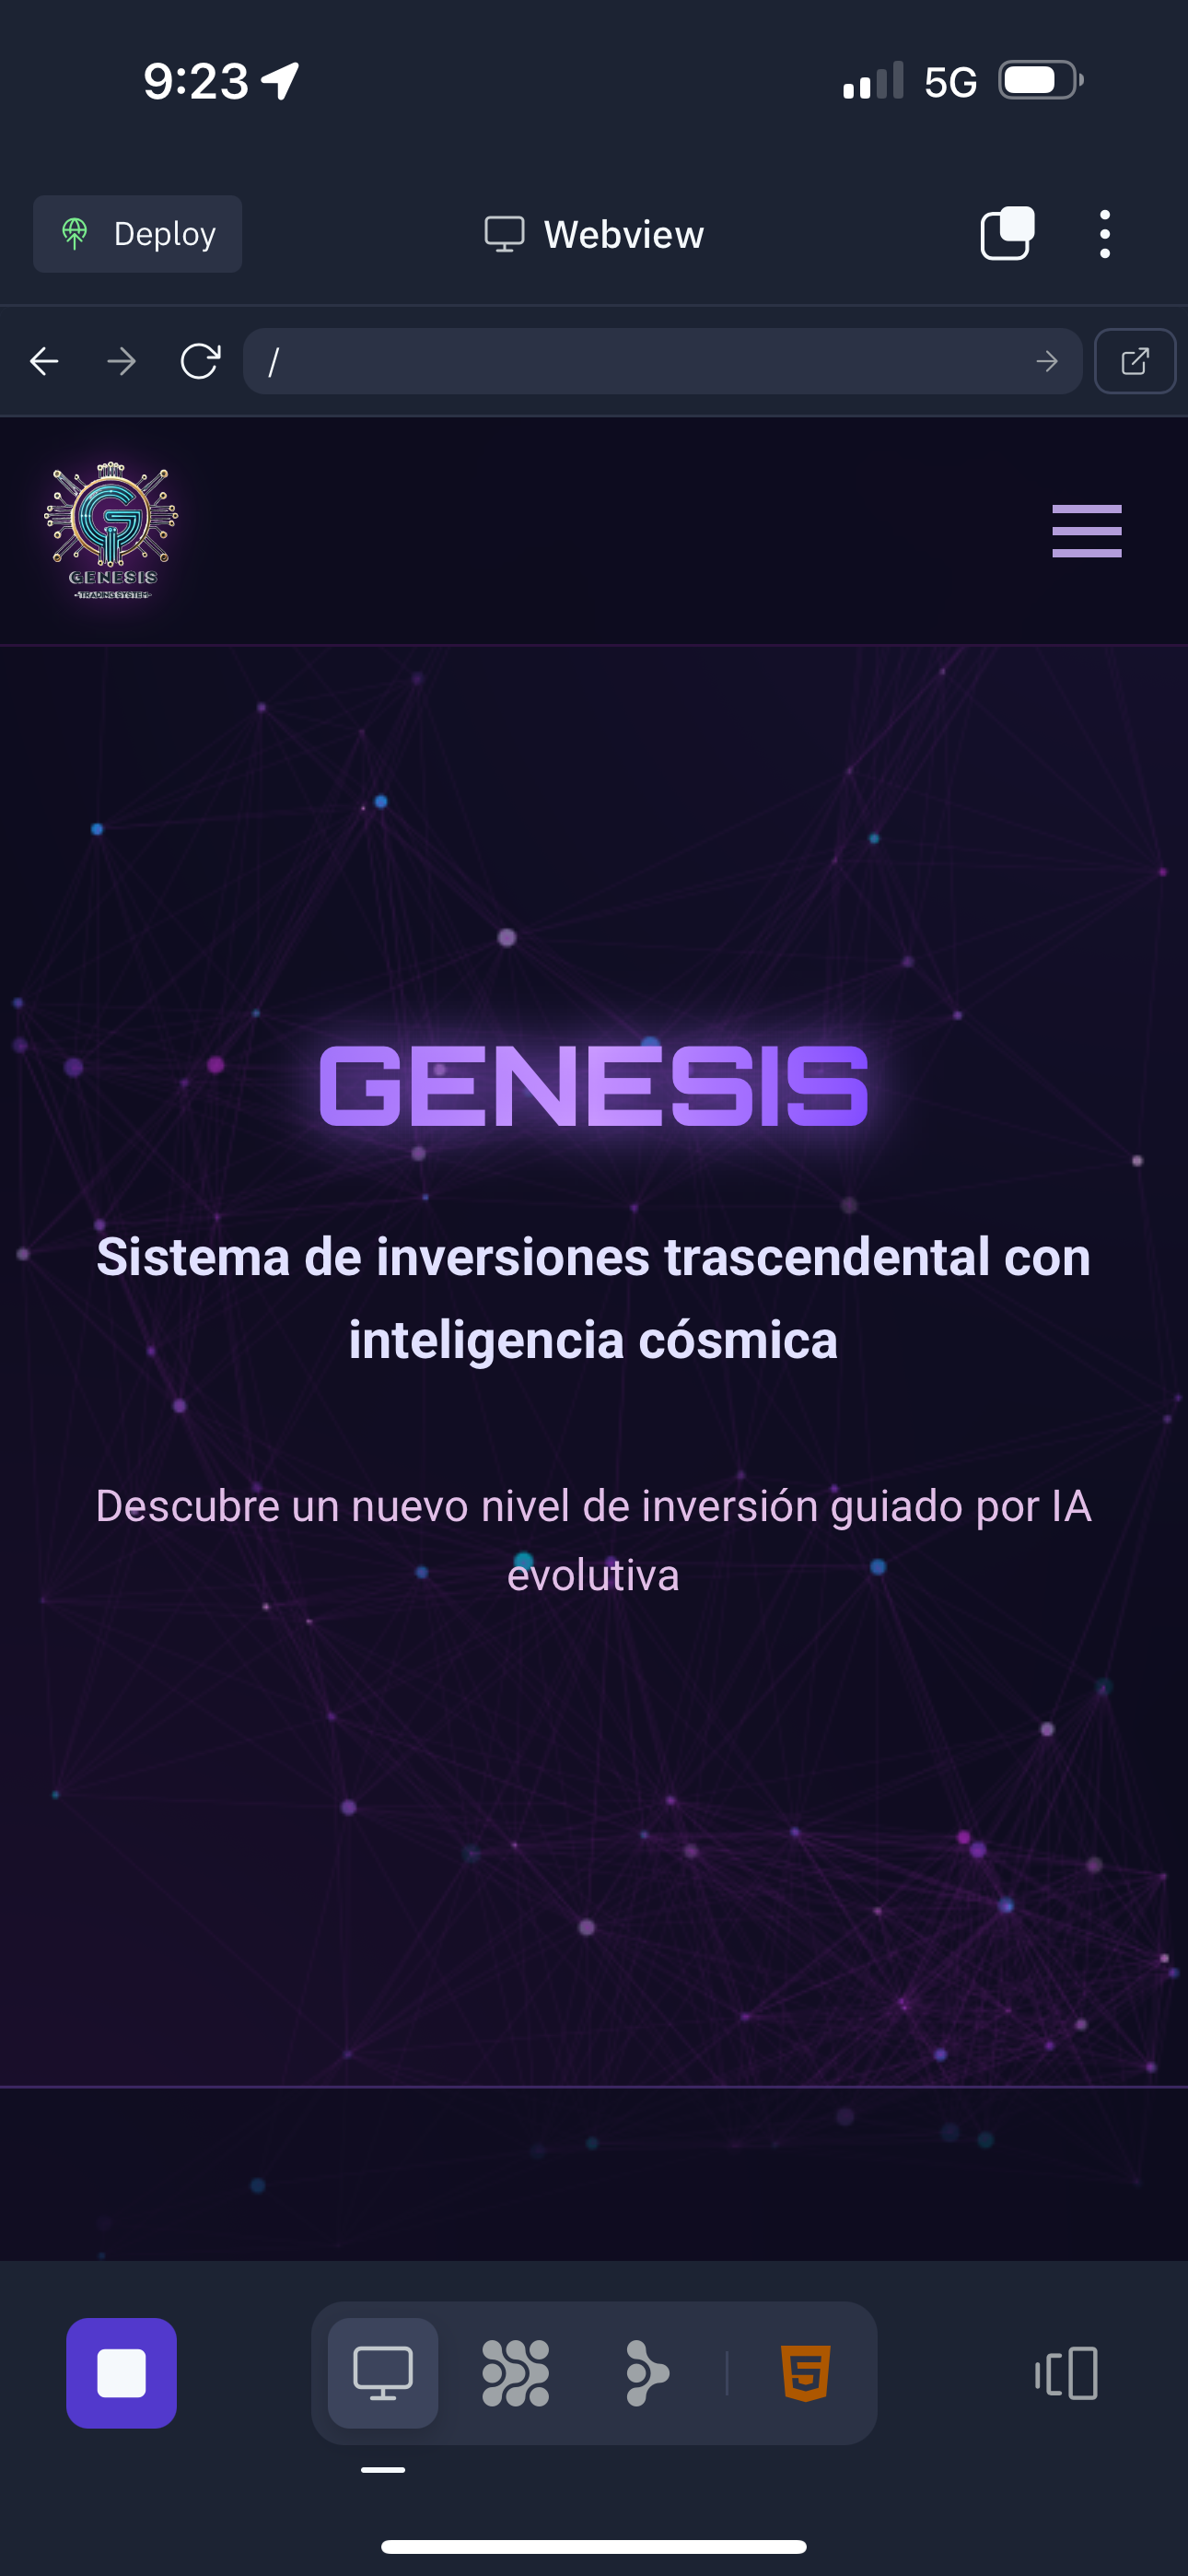 9:23
5G
Deploy
Webview
/
GENESIS
-TRADING SYSTEM-
GENESIS
Sistema de inversiones trascendental con
inteligencia cósmica
Descubre un nuevo nivel de inversión guiado por IA
evolutiva
5